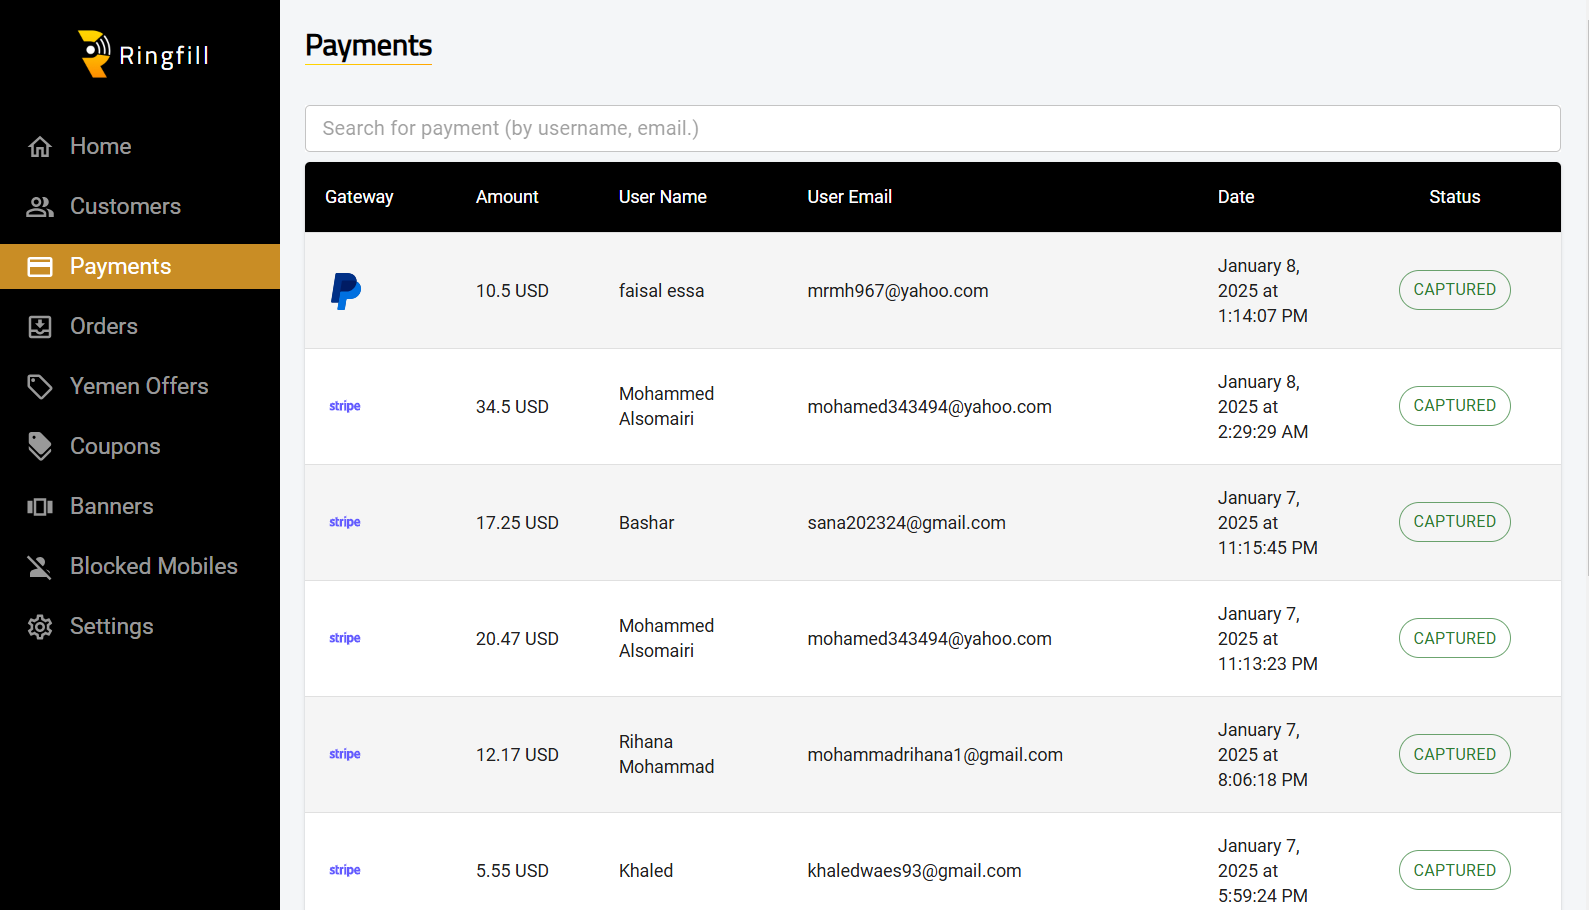 Ringfill
Home
Customers
Payments
Orders
Yemen Offers
Coupons
Banners
Blocked Mobiles
Settings
Payments
Search for payment (by username, email.)
Gateway Amount User Name User Email Date Status
10.5 USD faisal essa mrmh967@yahoo.com January 8, 2025 at 1:14:07 PM CAPTURED
stripe 34.5 USD Mohammed Alsomairi mohamed343494@yahoo.com January 8, 2025 at 2:29:29 AM CAPTURED
stripe 17.25 USD Bashar sana202324@gmail.com January 7, 2025 at 11:15:45 PM CAPTURED
stripe 20.47 USD Mohammed Alsomairi mohamed343494@yahoo.com January 7, 2025 at 11:13:23 PM CAPTURED
stripe 12.17 USD Rihana Mohammad mohammadrihana1@gmail.com January 7, 2025 at 8:06:18 PM CAPTURED
stripe 5.55 USD Khaled khaledwaes93@gmail.com January 7, 2025 at 5:59:24 PM CAPTURED